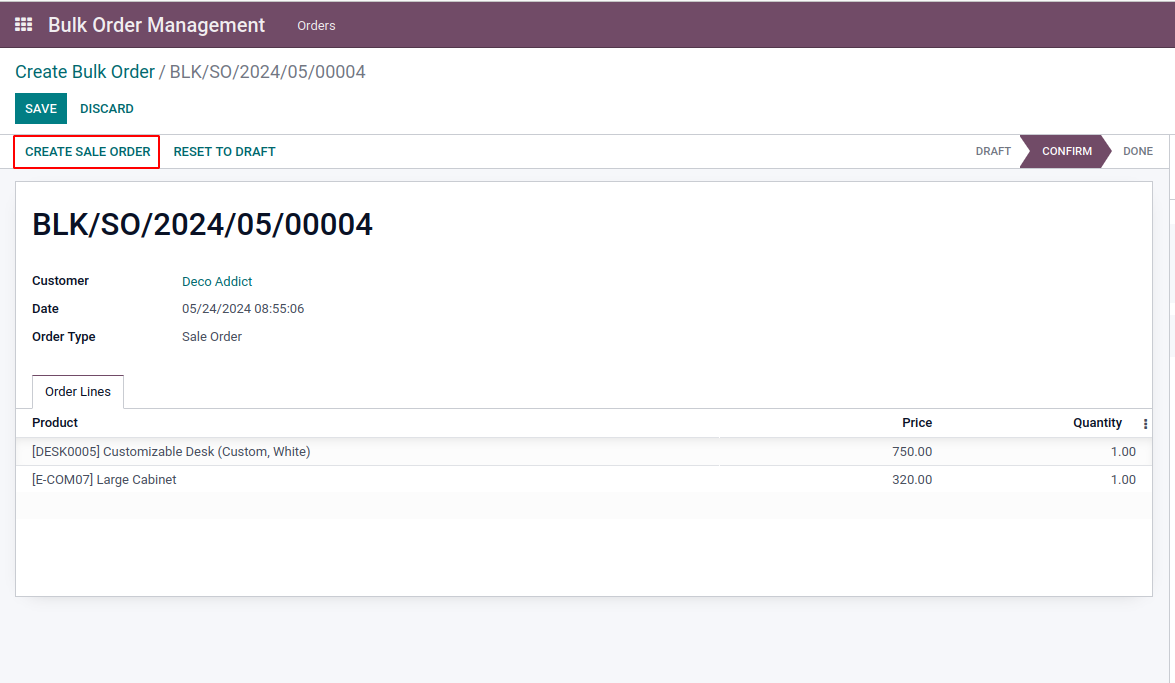 Bulk Order Management Orders
Create Bulk Order / BLK/SO/2024/05/00004
SAVE DISCARD
CREATE SALE ORDER RESET TO DRAFT DRAFT CONFIRM DONE
BLK/SO/2024/05/00004
Customer Deco Addict
Date 05/24/2024 08:55:06
Order Type Sale Order
Order Lines
Product Price Quantity
[DESK0005] Customizable Desk (Custom, White) 750.00 1.00
[E-COM07] Large Cabinet 320.00 1.00